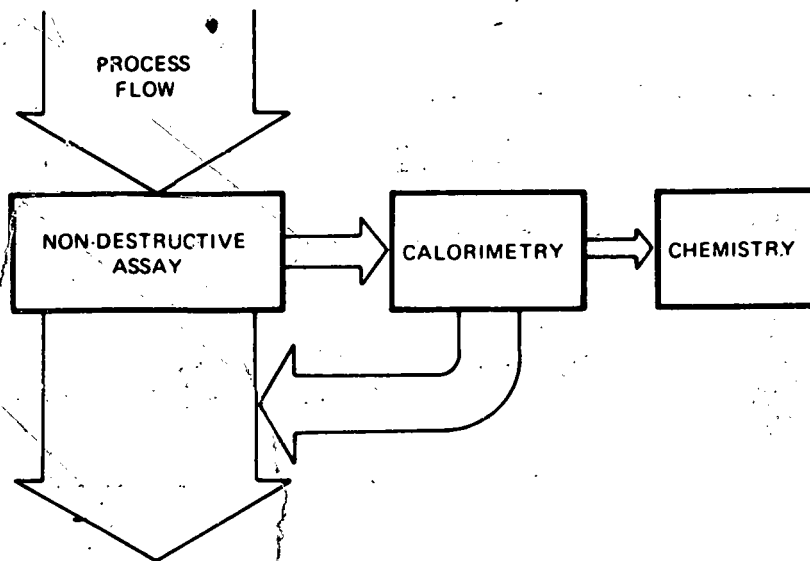 PROCESS
FLOW
NON-DESTRUCTIVE
ASSAY
CALORIMETRY
CHEMISTRY